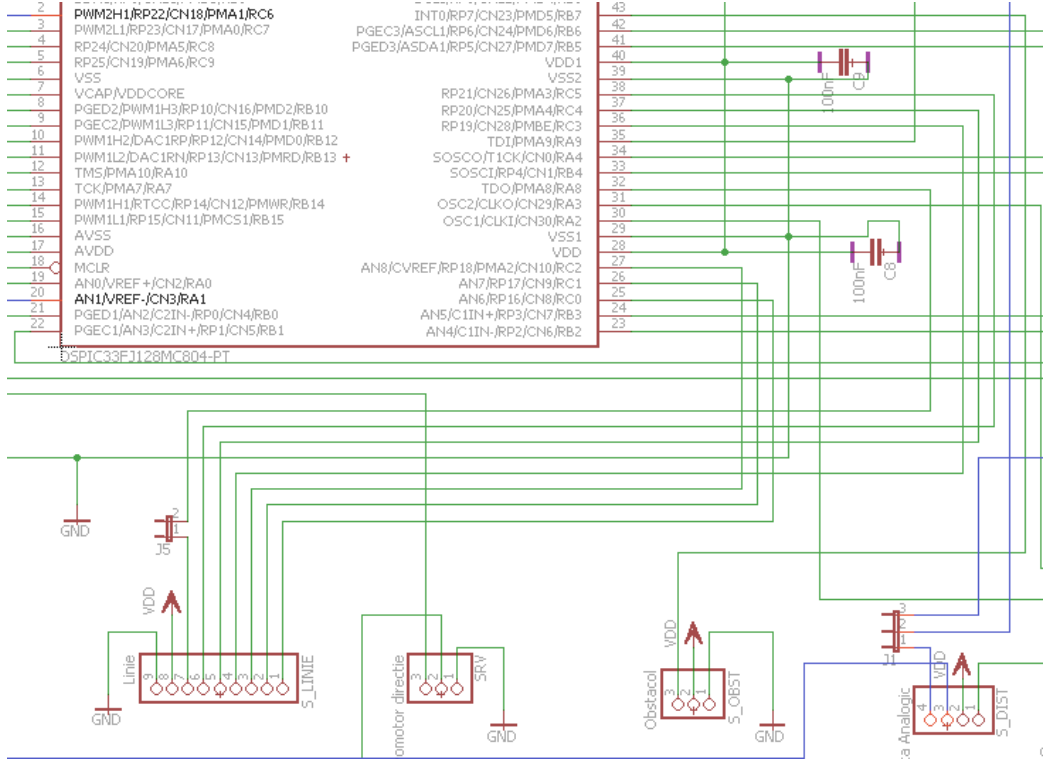 2 PWM2H1/RP22/CN18/PMA1/RC6
3 PWM2L1/RP23/CN17/PMA0/RC7
4 RP24/CN20/PMA5/RC8
5 RP25/CN19/PMA6/RC9
6 VSS
7 VCAP/VDDCORE
8 PGED2/PWM1H3/RP10/CN16/PMD2/RB10
9 PGEC2/PWM1L3/RP11/CN15/PMD1/RB11
10 PWM1H2/DAC1RP/RP12/CN14/PMD0/RB12
11 PWM1L2/DAC1RN/RP13/CN13/PMRD/RB13
12 TMS/PMA10/RA10
13 TCK/PMA7/RA7
14 PWM1H1/RTCC/RP14/CN12/PMWR/RB14
15 PWM1L1/RP15/CN11/PMCS1/RB15
16 AVSS
17 AVDD
18 MCLR
19 AN0/VREF+/CN2/RA0
20 AN1/VREF-/CN3/RA1
21 PGED1/AN2/C2IN-/RP0/CN4/RB0
22 PGEC1/AN3/C2IN+/RP1/CN5/RB1
43
INT0/RP7/CN23/PMD5/RB7 42
PGEC3/ASCL1/RP6/CN24/PMD6/RB6
PGED3/ASDA1/RP5/CN27/PMD7/RB5 41
VDD1 40
VSS2 39
RP21/CN26/PMA3/RC5 38
RP20/CN25/PMA4/RC4 37
RP19/CN28/PMBE/RC3 36
TDI/PMA9/RA9 35
SOSCO/T1CK/CN0/RA4 34
SOSCI/RP4/CN1/RB4 33
TDO/PMA8/RA8 32
OSC2/CLKO/CN29/RA3 31
OSC1/CLKI/CN30/RA2 30
VSS1 29
VDD 28
AN8/CVREF/RP18/PMA2/CN10/RC2 27
AN7/RP17/CN9/RC1 26
AN6/RP16/CN8/RC0 25
AN5/C1IN+/RP3/CN7/RB3 24
AN4/C1IN-/RP2/CN6/RB2 23
DSPIC33FJ128MC804-PT
100nF
C9
100nF
C8
GND
2
1
J5
VDD
Linie
9 8 7 6 5 4 3 2 1
S_LINIE
GND
omotor directie
3 2 1
SRV
GND
VDD
Obstacol
3 2 1
S_OBST
GND
3
2
1
J1
VDD
a Analogic
4 3 2 1
S_DIST